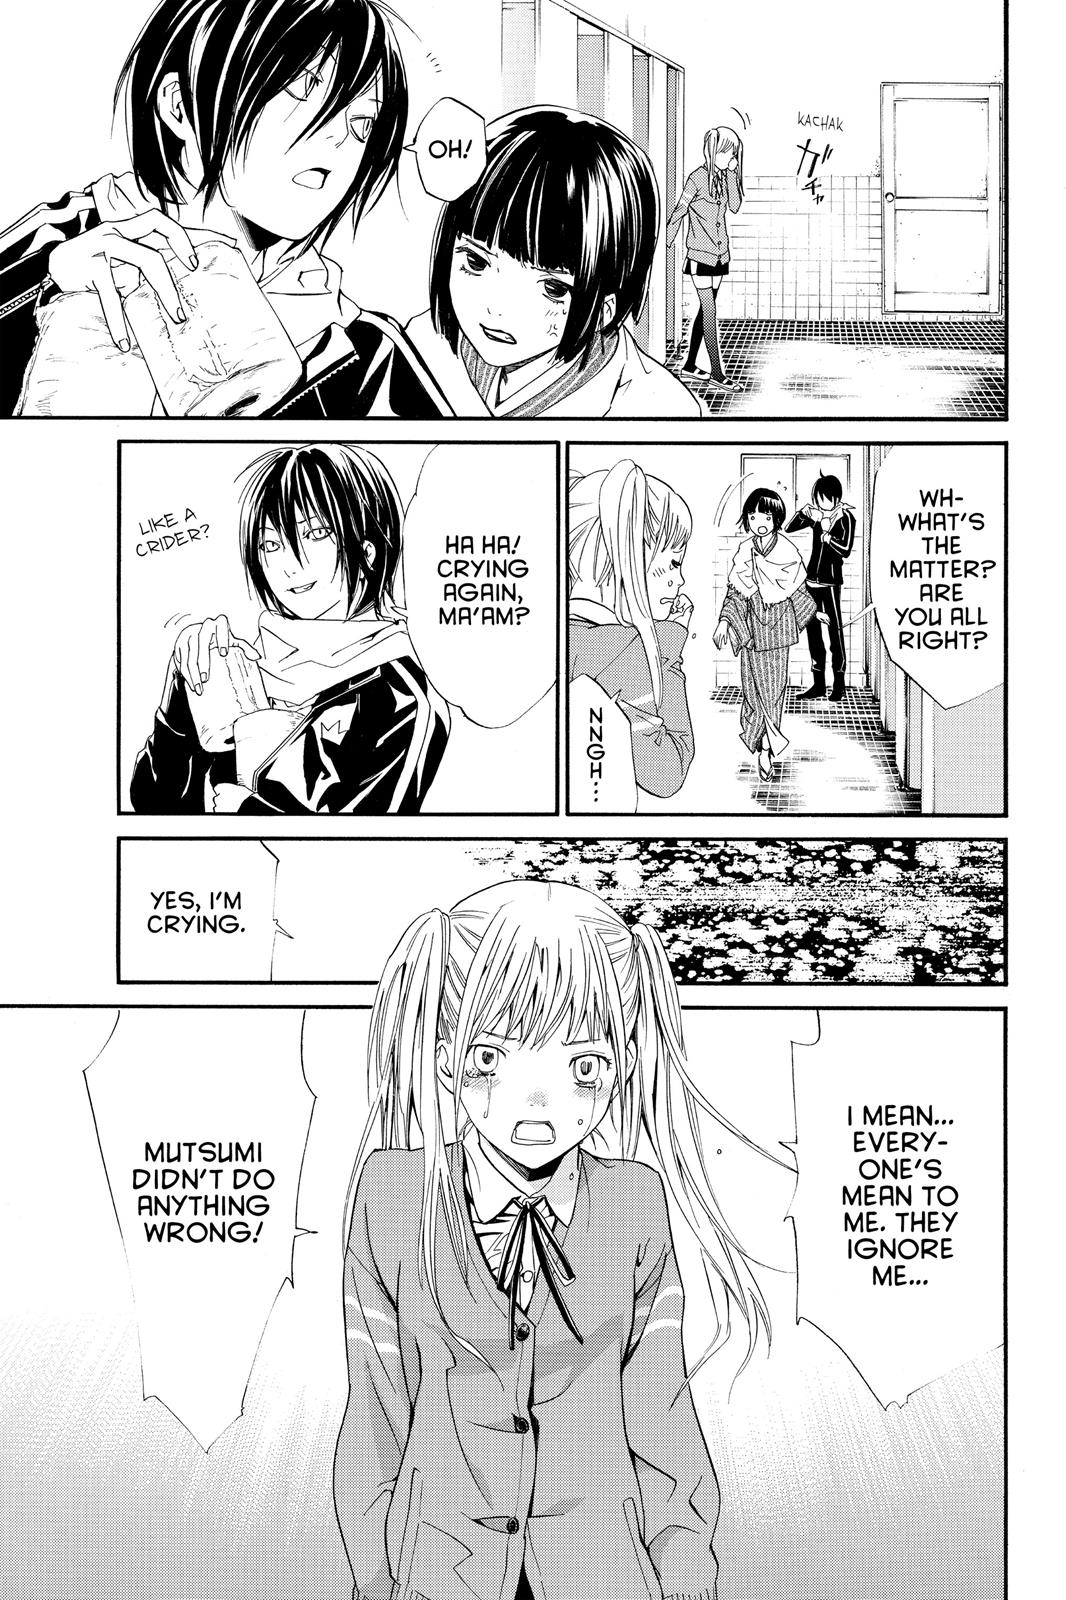 KACHAK
ガチャ
OH!
WH-
WHAT'S
THE
MATTER?
ARE
YOU ALL
RIGHT?
NNGH...
HA HA!
CRYING
AGAIN,
MA'AM?
LIKE A
CRIDER?
YES, I'M
CRYING.
I MEAN...
EVERY-
ONE'S
MEAN TO
ME. THEY
IGNORE
ME...
MUTSUMI
DIDN'T DO
ANYTHING
WRONG!